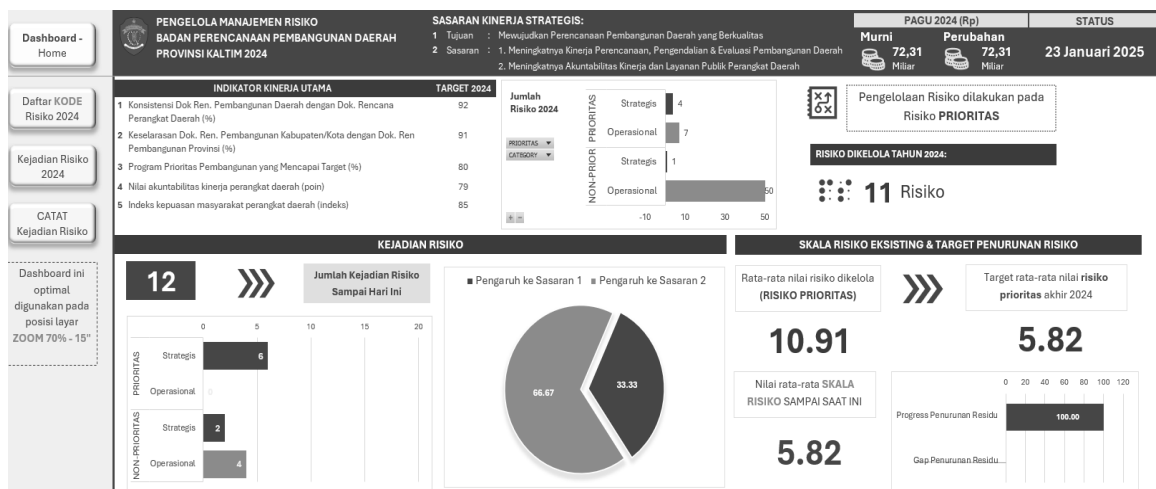 Dashboard -
Home
Daftar KODE
Risiko 2024
Kejadian Risiko
2024
CATAT
Kejadian Risiko
Dashboard ini
optimal
digunakan pada
posisi layar
ZOOM 70% - 15"
PENGELOLA MANAJEMEN RISIKO
BADAN PERENCANAAN PEMBANGUNAN DAERAH
PROVINSI KALTIM 2024
SASARAN KINERJA STRATEGIS:
1 Tujuan : Mewujudkan Perencanaan Pembangunan Daerah yang Berkualitas
2 Sasaran : 1. Meningkatnya Kinerja Perencanaan, Pengendalian & Evaluasi Pembangunan Daerah
2. Meningkatnya Akuntabilitas Kinerja dan Layanan Publik Perangkat Daerah
PAGU 2024 (Rp)
Murni
72,31
Miliar
Perubahan
72,31
Miliar
STATUS
23 Januari 2025
INDIKATOR KINERJA UTAMA TARGET 2024
1 Konsistensi Dok Ren. Pembangunan Daerah dengan Dok. Rencana 92
Perangkat Daerah (%)
2 Keselarasan Dok. Ren. Pembangunan Kabupaten/Kota dengan Dok. Ren 91
Pembangunan Provinsi (%)
3 Program Prioritas Pembangunan yang Mencapai Target (%) 80
4 Nilai akuntabilitas kinerja perangkat daerah (poin) 79
5 Indeks kepuasan masyarakat perangkat daerah (indeks) 85
Jumlah
Risiko 2024
PRIORITAS
CATEGORY
+ -
PRIORITAS
Strategis 4
Operasional 7
NON-PRIOR
Strategis 1
Operasional 50
-10 10 30 50
Pengelolaan Risiko dilakukan pada
Risiko PRIORITAS
RISIKO DIKELOLA TAHUN 2024:
11 Risiko
KEJADIAN RISIKO
12
Jumlah Kejadian Risiko
Sampai Hari Ini
0 5 10 15 20
PRIORITAS
Strategis 6
Operasional 0
NON-PRIORITAS
Strategis 2
Operasional 4
Pengaruh ke Sasaran 1 Pengaruh ke Sasaran 2
66.67
33.33
SKALA RISIKO EKSISTING & TARGET PENURUNAN RISIKO
Rata-rata nilai risiko dikelola
(RISIKO PRIORITAS)
10.91
Target rata-rata nilai risiko
prioritas akhir 2024
5.82
Nilai rata-rata SKALA
RISIKO SAMPAI SAAT INI
5.82
0 20 40 60 80 100 120
Progress Penurunan Residu 100.00
Gap Penurunan Residu